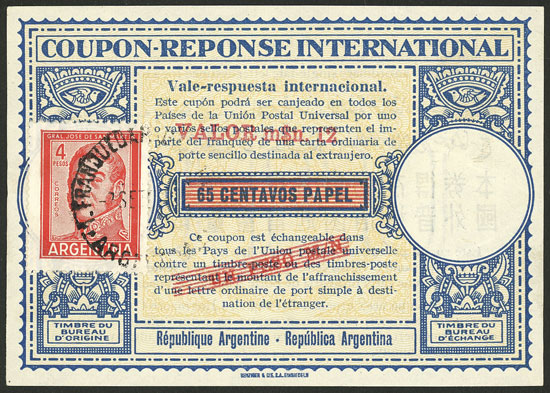 COUPON-REPONSE INTERNATIONAL
Vale-respuesta internacional.
Este cupón podrá ser canjeado en todos los
Países de la Unión Postal Universal por uno
o varios sellos postales que representen el im-
porte del franqueo de una carta ordinaria de
porte sencillo destinada al extranjero.
VALOR m$n. 12
65 CENTAVOS PAPEL
Ce coupon est échangeable dans
tous les Pays de l'Union postale universelle
contre un timbre-poste ou des timbres-poste
représentant le montant de l'affranchissement
d'une lettre ordinaire de port simple à desti-
nation de l'étranger.
GRAL JOSE DE SA
4
PESOS
CORREOS
ARGENTINA
FRANQUEO
SET
TIMBRE DU
BUREAU
D'ORIGINE
République Argentine - República Argentina
TIMBRE DU
BUREAU
D'ÉCHANGE